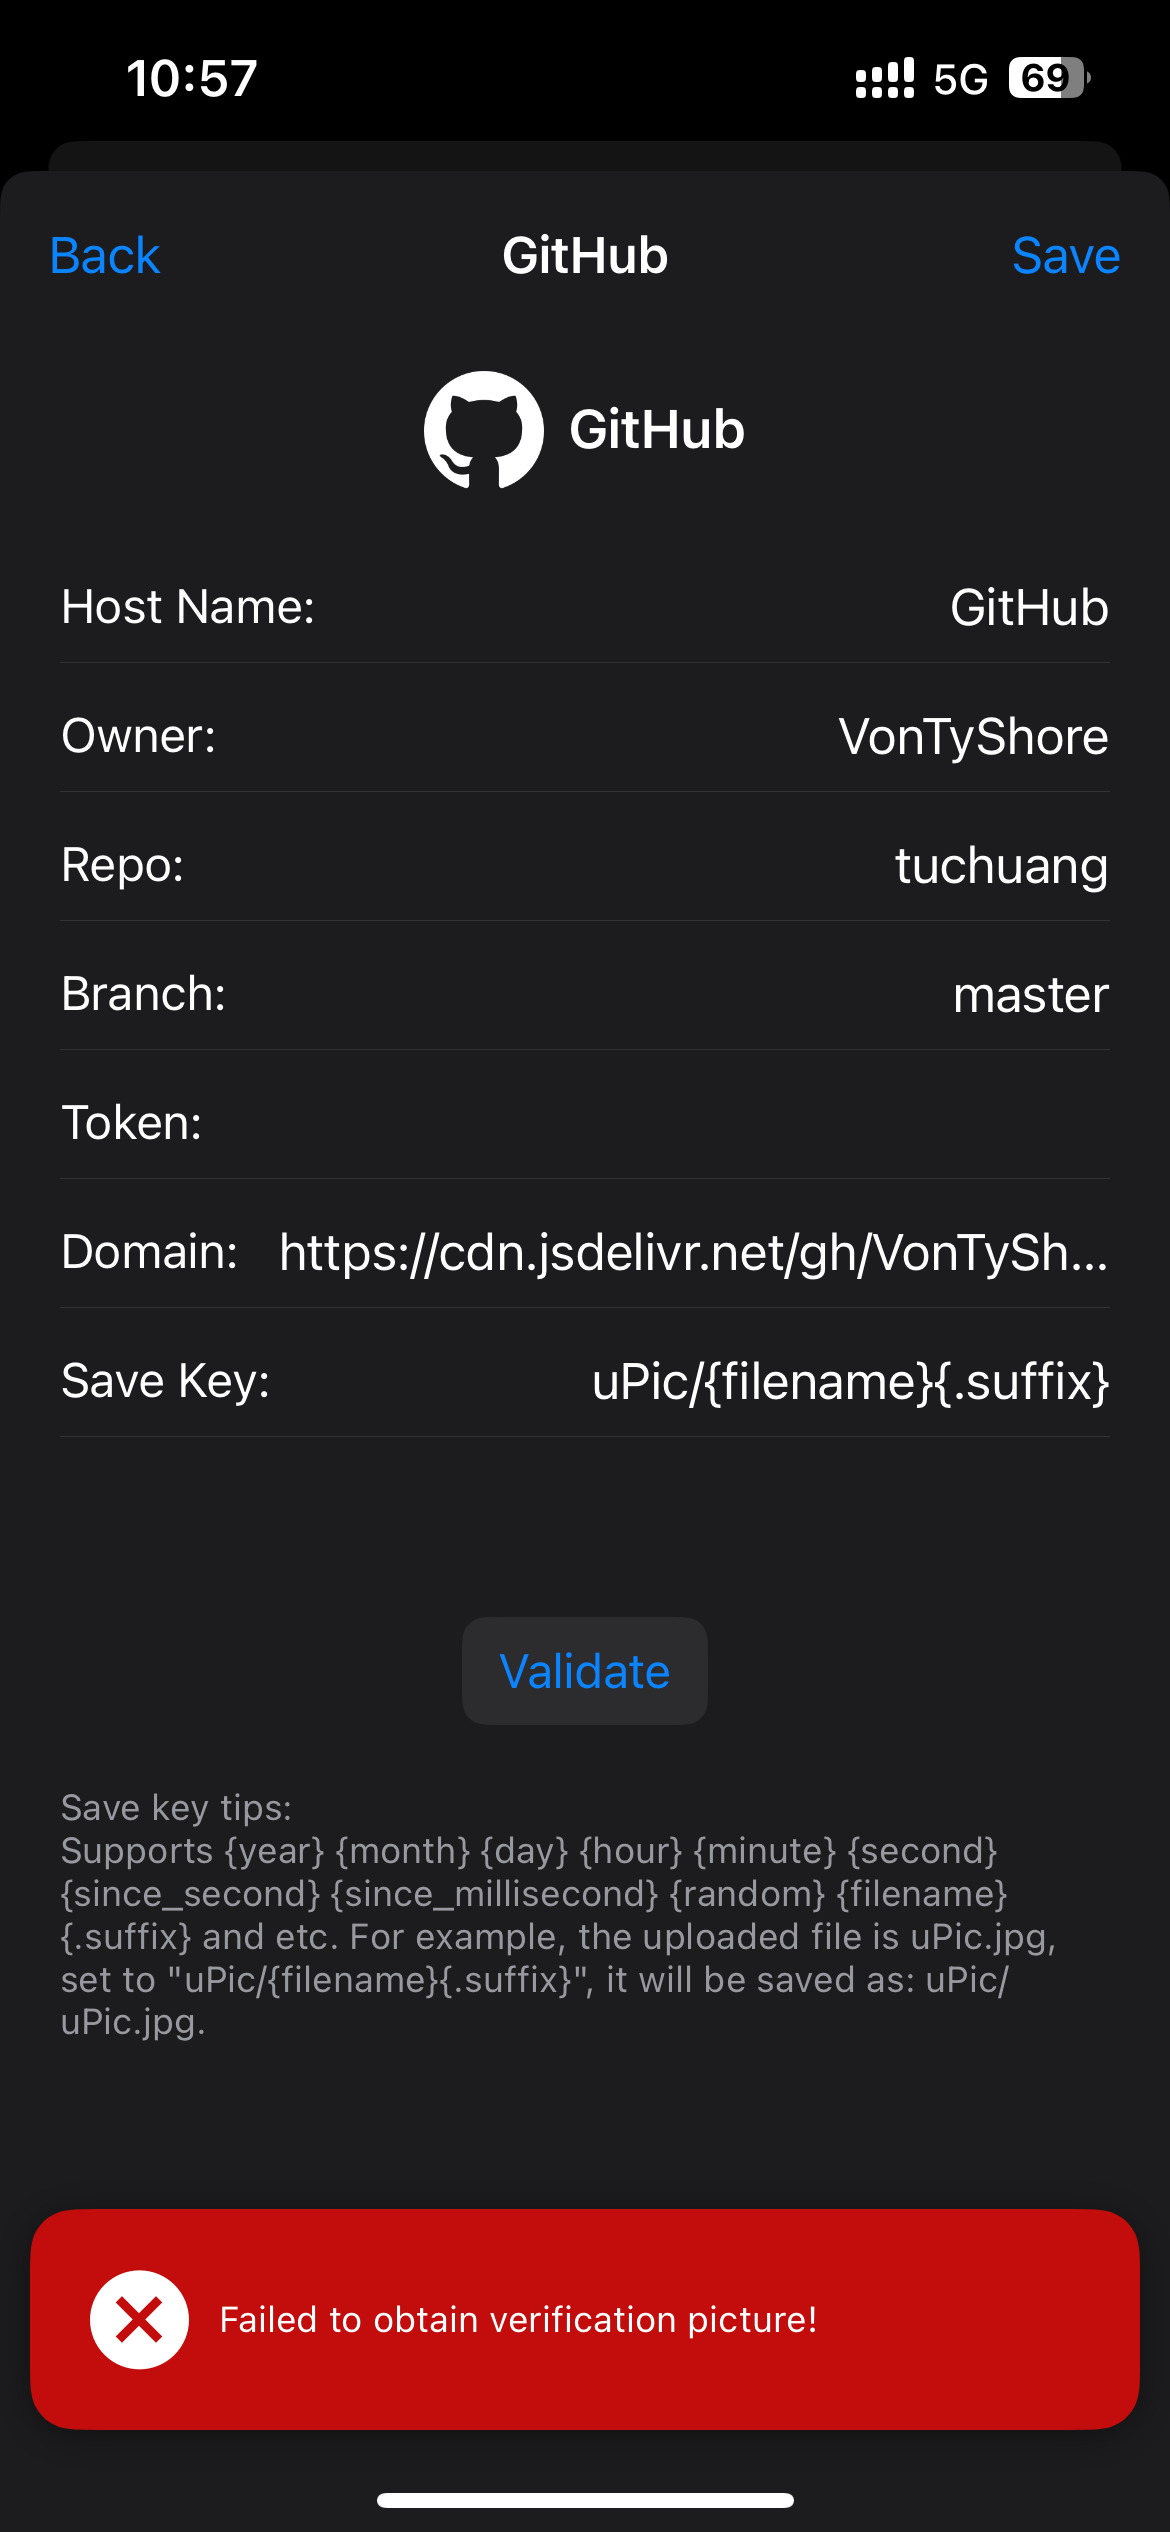 10:57
5G 69
Back GitHub Save
GitHub
Host Name: GitHub
Owner: VonTyShore
Repo: tuchuang
Branch: master
Token:
Domain: https://cdn.jsdelivr.net/gh/VonTySh...
Save Key: uPic/{filename}{.suffix}
Validate
Save key tips:
Supports {year} {month} {day} {hour} {minute} {second}
{since_second} {since_millisecond} {random} {filename}
{.suffix} and etc. For example, the uploaded file is uPic.jpg,
set to "uPic/{filename}{.suffix}", it will be saved as: uPic/
uPic.jpg.
Failed to obtain verification picture!